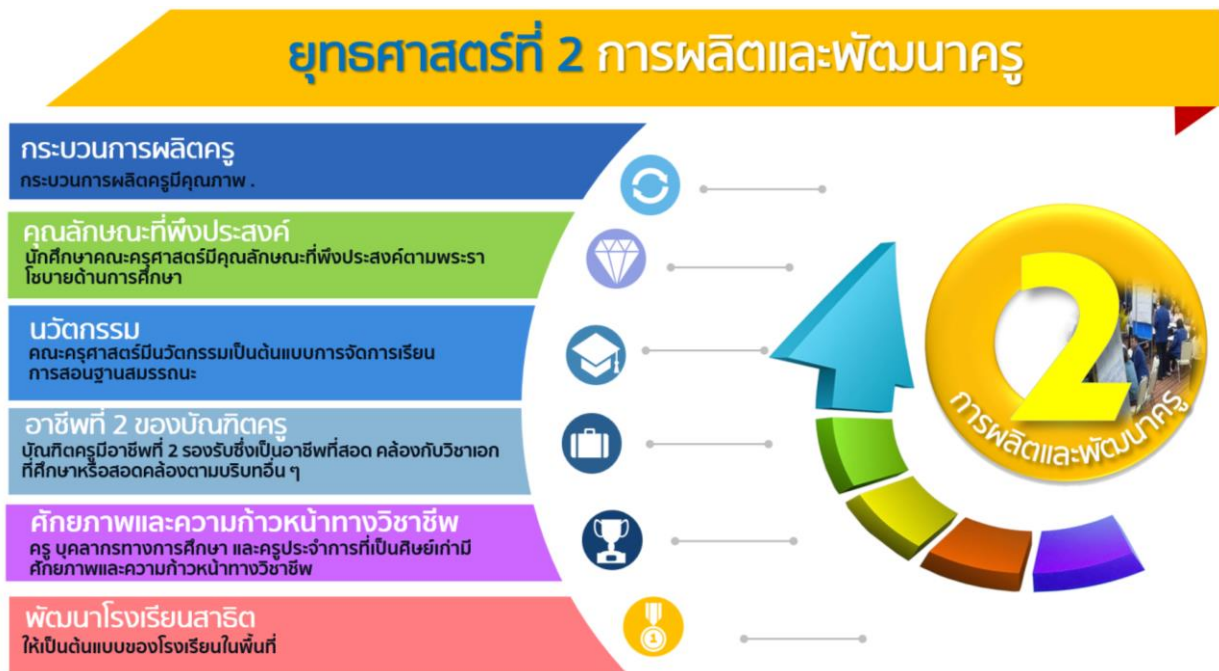 ยุทธศาสตร์ที่ 2 การผลิตและพัฒนาครู
กระบวนการผลิตครู
กระบวนการผลิตครูมีคุณภาพ .
คุณลักษณะที่พึงประสงค์
นักศึกษาคณะครุศาสตร์มีคุณลักษณะที่พึงประสงค์ตามพระรา
โชบายด้านการศึกษา
นวัตกรรม
คณะครุศาสตร์มีนวัตกรรมเป็นต้นแบบการจัดการเรียน
การสอนฐานสมรรถนะ
อาชีพที่ 2 ของบัณฑิตครู
บัณฑิตครูมีอาชีพที่ 2 รองรับซึ่งเป็นอาชีพที่สอด คล้องกับวิชาเอก
ที่ศึกษาหรือสอดคล้องตามบริบทอื่น ๆ
ศักยภาพและความก้าวหน้าทางวิชาชีพ
ครู บุคลากรทางการศึกษา และครูประจำการที่เป็นศิษย์เก่ามี
ศักยภาพและความก้าวหน้าทางวิชาชีพ
พัฒนาโรงเรียนสาธิต
ให้เป็นต้นแบบของโรงเรียนในพื้นที่
1
2
การผลิตและพัฒนาครู